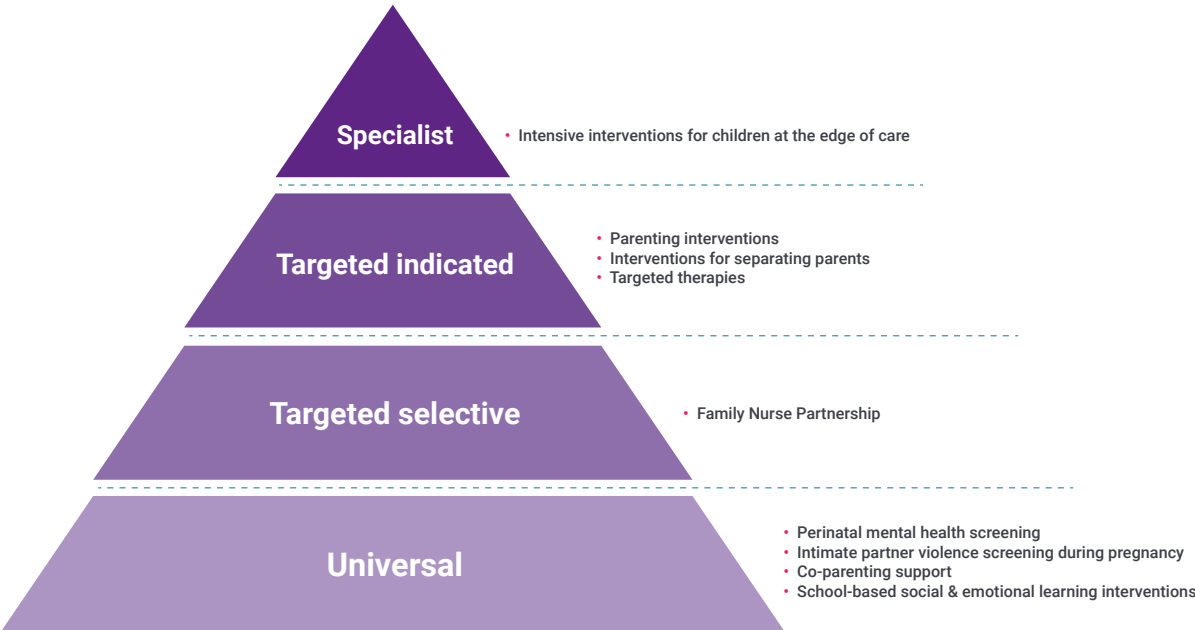 Specialist
• Intensive interventions for children at the edge of care
Targeted indicated
• Parenting interventions
• Interventions for separating parents
• Targeted therapies
Targeted selective
• Family Nurse Partnership
Universal
• Perinatal mental health screening
• Intimate partner violence screening during pregnancy
• Co-parenting support
• School-based social & emotional learning interventions